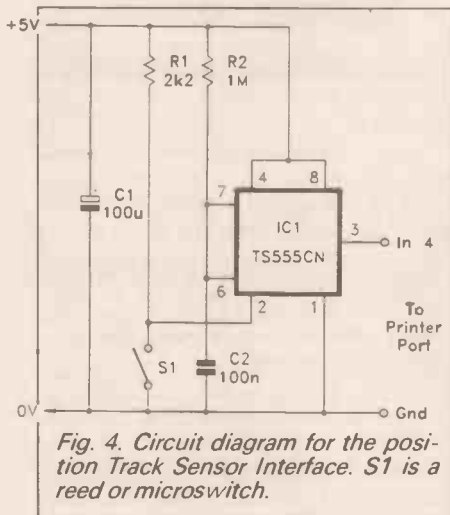 +5V
R1
2k2
R2
1M
C1
100u
4 8
7
IC1
TS555CN
3
In 4
6
2 1
To
Printer
Port
S1
C2
100n
0V
Gnd
Fig. 4. Circuit diagram for the posi-
tion Track Sensor Interface. S1 is a
reed or microswitch.